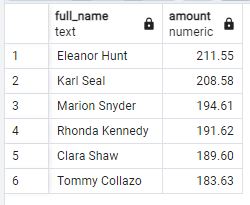 full_name amount
text numeric
1 Eleanor Hunt 211.55
2 Karl Seal 208.58
3 Marion Snyder 194.61
4 Rhonda Kennedy 191.62
5 Clara Shaw 189.60
6 Tommy Collazo 183.63